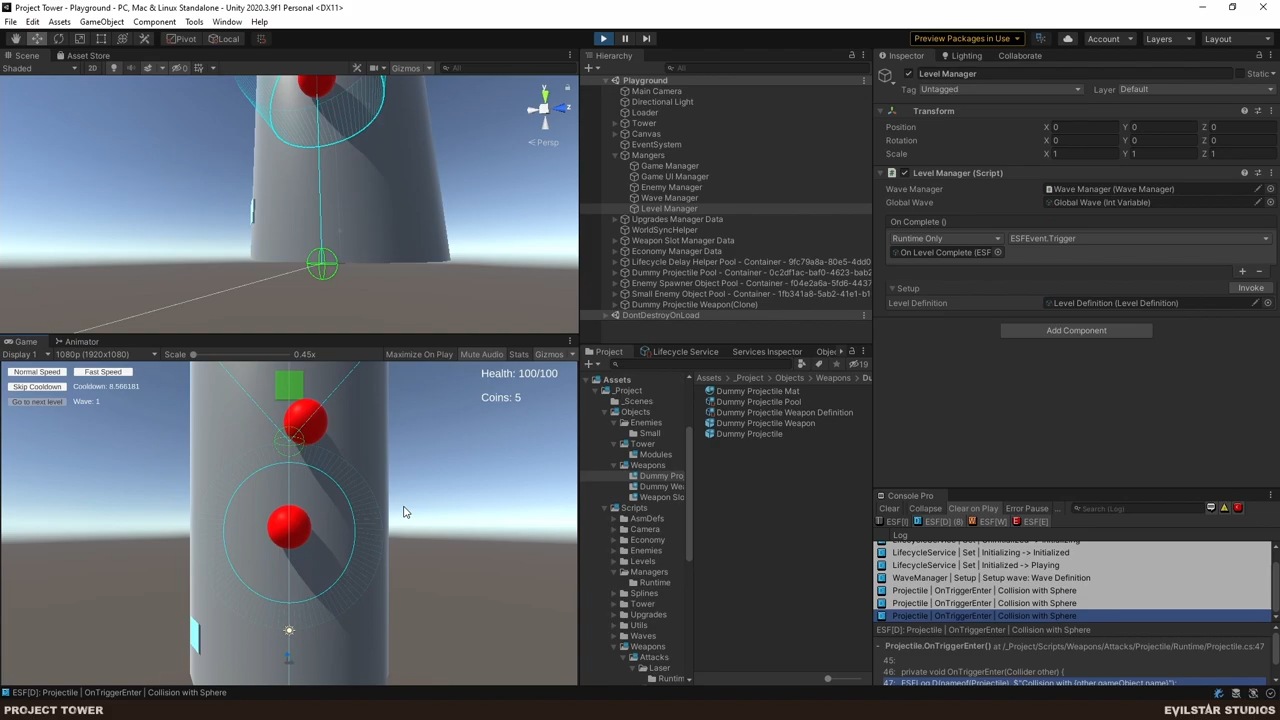 Project Tower - Playground - PC, Mac & Linux Standalone - Unity 2020.3.9f1 Personal <DX11>
File Edit Assets GameObject Component Tools Window Help
Pivot Local
Preview Packages in Use Account Layers Layout
Scene Asset Store
Shaded 2D 0 Gizmos All
y
z
Persp
Hierarchy
All
Playground
Main Camera
Directional Light
Loader
Tower
Canvas
EventSystem
Mangers
Game Manager
Game UI Manager
Enemy Manager
Wave Manager
Level Manager
Upgrades Manager Data
WorldSyncHelper
Weapon Slot Manager Data
Economy Manager Data
Lifecycle Delay Helper Pool - Container - 9fc79a8a-80e5-4dd0
Dummy Projectile Pool - Container - 0c2df1ac-baf0-4623-bab2
Enemy Spawner Object Pool - Container - f04e2a6a-5fd6-4437
Small Enemy Object Pool - Container - 1fb341a8-5ab2-41e1-b1
Dummy Projectile Weapon(Clone)
DontDestroyOnLoad
Inspector Lighting Collaborate
Level Manager Static
Tag Untagged Layer Default
Transform
Position X 0 Y 0 Z 0
Rotation X 0 Y 0 Z 0
Scale X 1 Y 1 Z 1
Level Manager (Script)
Wave Manager Wave Manager (Wave Manager)
Global Wave Global Wave (Int Variable)
On Complete ()
Runtime Only ESFEvent.Trigger
On Level Complete (ESF
Setup Invoke
Level Definition Level Definition (Level Definition)
Add Component
Game Animator
Display 1 1080p (1920x1080) Scale 0.45x Maximize On Play Mute Audio Stats Gizmos
Normal Speed Fast Speed
Skip Cooldown Cooldown: 8.566181
Go to next level Wave: 1
Health: 100/100
Coins: 5
Project Lifecycle Service Services Inspector Obje
19
Assets
_Project
_Scenes
Objects
Enemies
Small
Tower
Modules
Weapons
Dummy Pro
Dummy We
Weapon Slo
Scripts
AsmDefs
Camera
Economy
Enemies
Levels
Managers
Runtime
Splines
Tower
Upgrades
Utils
Waves
Weapons
Attacks
Laser
Runtim
Assets _Project Objects Weapons Du
Dummy Projectile Mat
Dummy Projectile Pool
Dummy Projectile Weapon Definition
Dummy Projectile Weapon
Dummy Projectile
Console Pro
Clear Collapse Clear on Play Error Pause ... Search (Log)
ESF[I] ESF[D] (8) ESF[W] ESF[E]
Log
LifecycleService | Set | Initializing -> Initialized
LifecycleService | Set | Initialized -> Playing
WaveManager | Setup | Setup wave: Wave Definition
Projectile | OnTriggerEnter | Collision with Sphere
Projectile | OnTriggerEnter | Collision with Sphere
Projectile | OnTriggerEnter | Collision with Sphere
ESF[D]: Projectile | OnTriggerEnter | Collision with Sphere
Projectile.OnTriggerEnter() at /_Project/Scripts/Weapons/Attacks/Projectile/Runtime/Projectile.cs:47
45:
46: private void OnTriggerEnter(Collider other) {
47: ESFLog.D(nameof(Projectile), $"Collision with {other.gameObject.name}");
ESF[D]: Projectile | OnTriggerEnter | Collision with Sphere
PROJECT TOWER
EVILSTAR STUDIOS